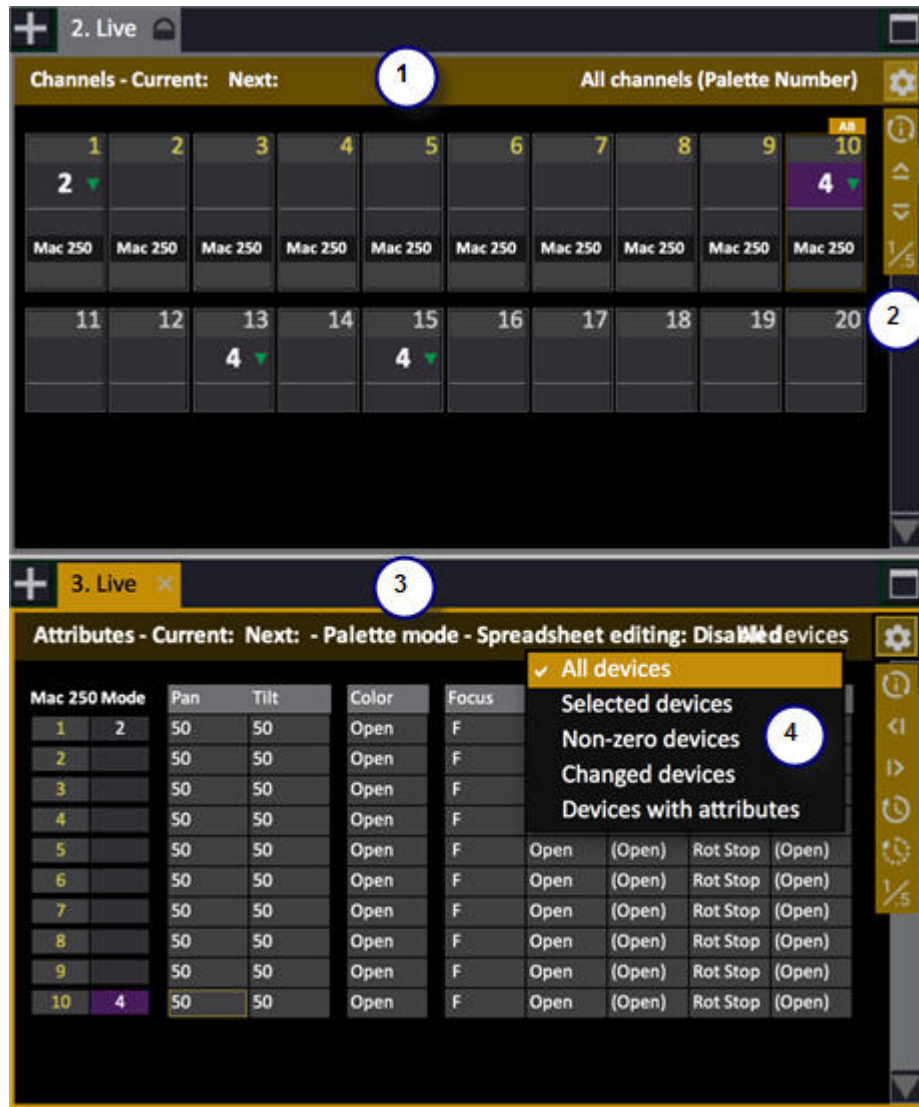 2. Live
Channels - Current: Next:
1
All channels (Palette Number)
AB
1 2 3 4 5 6 7 8 9 10
2 4
Mac 250 Mac 250 Mac 250 Mac 250 Mac 250 Mac 250 Mac 250 Mac 250 Mac 250 Mac 250
1/.5
11 12 13 14 15 16 17 18 19 20
2
4 4
3. Live
3
Attributes - Current: Next: - Palette mode - Spreadsheet editing: Disabled devices
All devices
Selected devices
Non-zero devices
4
Changed devices
Devices with attributes
Mac 250 Mode Pan Tilt Color Focus
1 2 50 50 Open F
2 50 50 Open F
3 50 50 Open F
4 50 50 Open F
5 50 50 Open F Open (Open) Rot Stop (Open)
6 50 50 Open F Open (Open) Rot Stop (Open)
7 50 50 Open F Open (Open) Rot Stop (Open)
8 50 50 Open F Open (Open) Rot Stop (Open)
9 50 50 Open F Open (Open) Rot Stop (Open)
10 4 50 50 Open F Open (Open) Rot Stop (Open)
1/.5